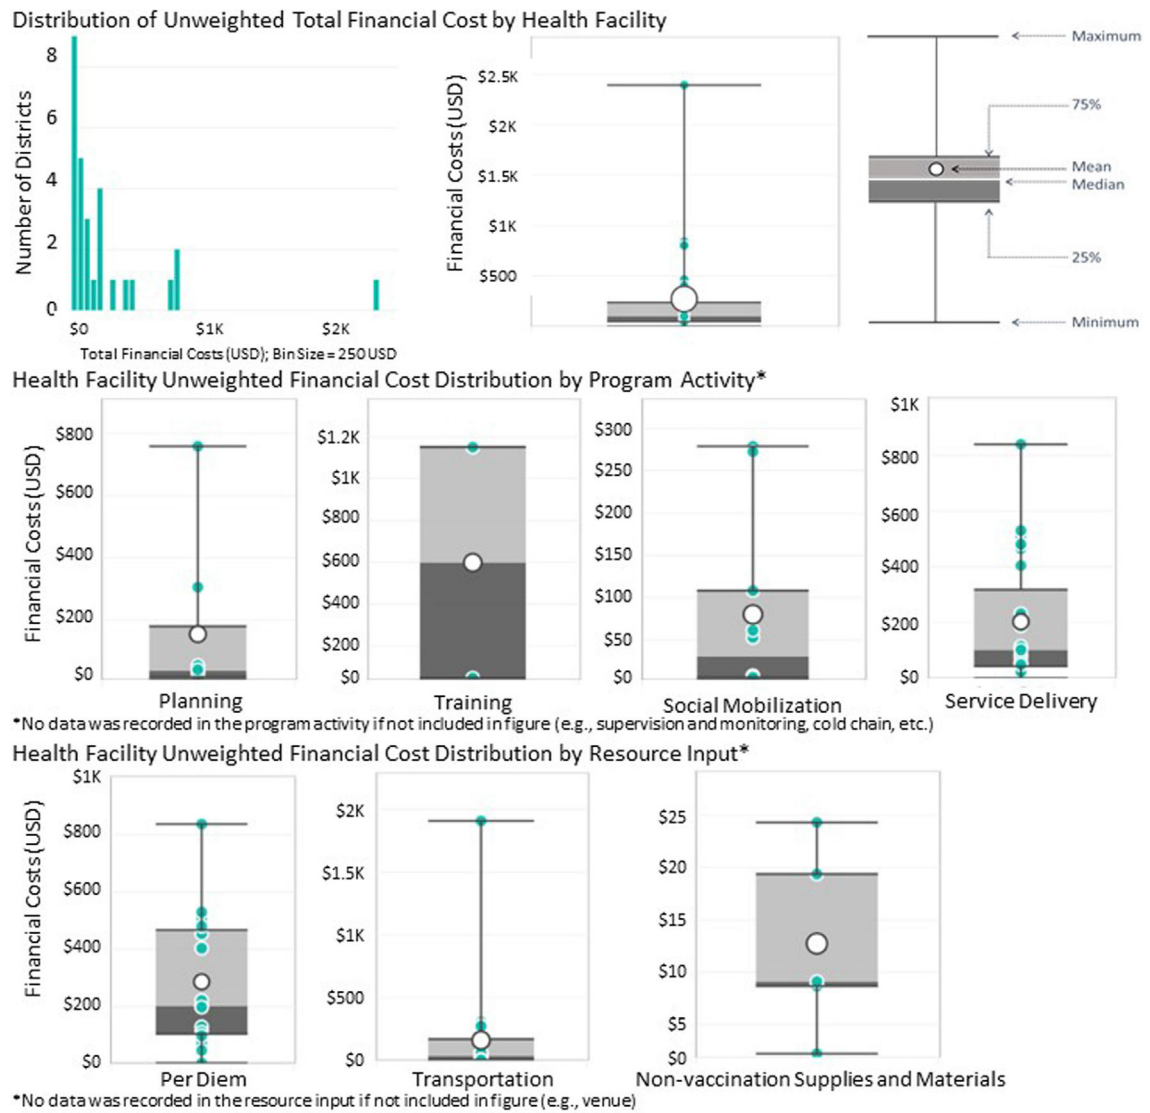 Distribution of Unweighted Total Financial Cost by Health Facility
Number of Districts
8
6
4
2
0
$0 $1K $2K
Total Financial Costs (USD); Bin Size = 250 USD
Financial Costs (USD)
$2.5K
$2K
$1.5K
$1K
$500
Maximum
75%
Mean
Median
25%
Minimum
Health Facility Unweighted Financial Cost Distribution by Program Activity*
Financial Costs (USD)
$800
$600
$400
$200
$0
Planning
$1.2K
$1K
$800
$600
$400
$200
$0
Training
$300
$250
$200
$150
$100
$50
$0
Social Mobilization
$1K
$800
$600
$400
$200
$0
Service Delivery
*No data was recorded in the program activity if not included in figure (e.g., supervision and monitoring, cold chain, etc.)
Health Facility Unweighted Financial Cost Distribution by Resource Input*
Financial Costs (USD)
$1K
$800
$600
$400
$200
$0
Per Diem
$2K
$1.5K
$1K
$500
$0
Transportation
$25
$20
$15
$10
$5
$0
Non-vaccination Supplies and Materials
*No data was recorded in the resource input if not included in figure (e.g., venue)